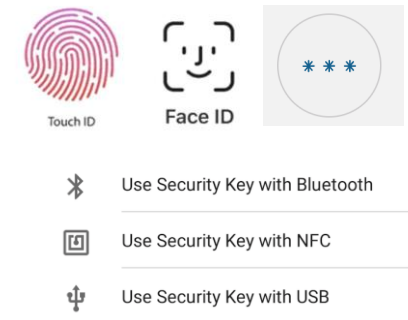 Touch ID
Face ID
***
Use Security Key with Bluetooth
Use Security Key with NFC
Use Security Key with USB